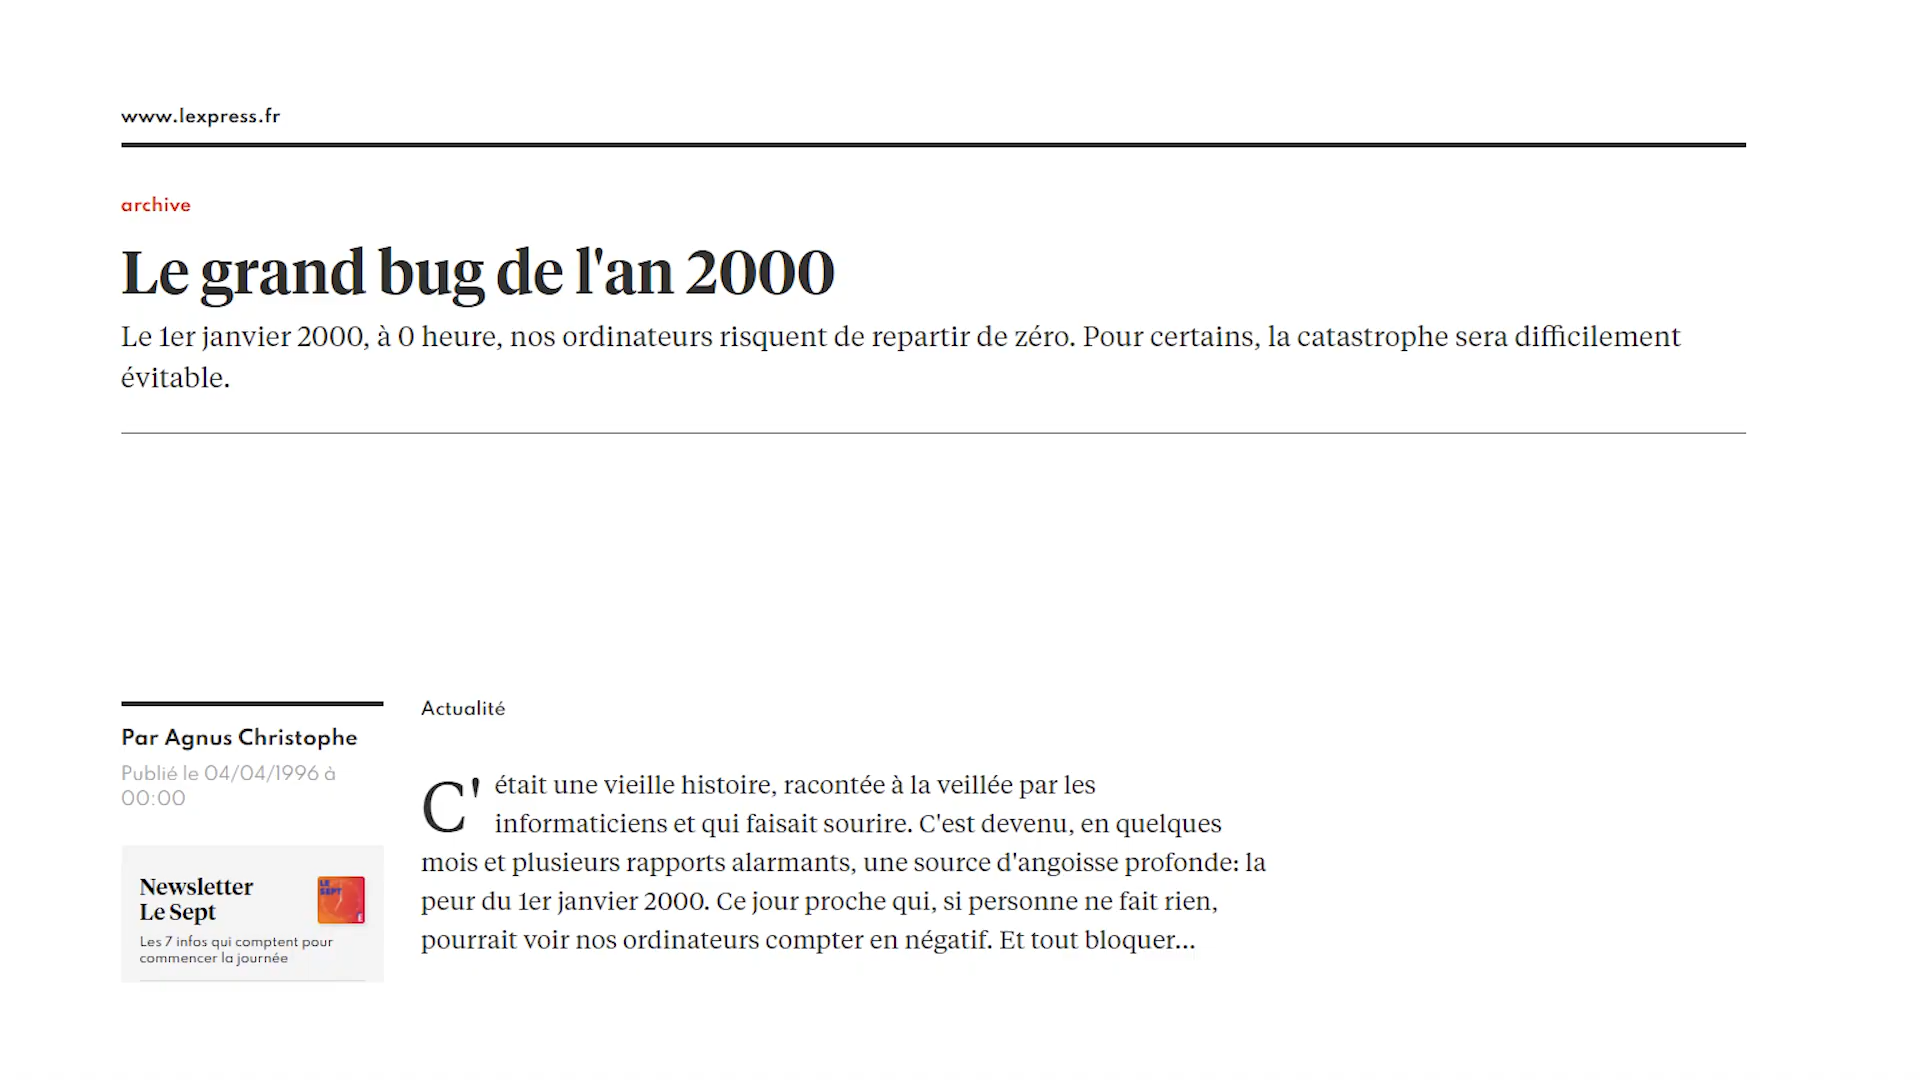 www.lexpress.fr
archive
Le grand bug de l'an 2000
Le 1er janvier 2000, à 0 heure, nos ordinateurs risquent de repartir de zéro. Pour certains, la catastrophe sera difficilement
évitable.
Par Agnus Christophe
Publié le 04/04/1996 à
00:00
Newsletter
Le Sept
LE
SEPT
Les 7 infos qui comptent pour
commencer la journée
Actualité
C'était une vieille histoire, racontée à la veillée par les
informaticiens et qui faisait sourire. C'est devenu, en quelques
mois et plusieurs rapports alarmants, une source d'angoisse profonde: la
peur du 1er janvier 2000. Ce jour proche qui, si personne ne fait rien,
pourrait voir nos ordinateurs compter en négatif. Et tout bloquer...